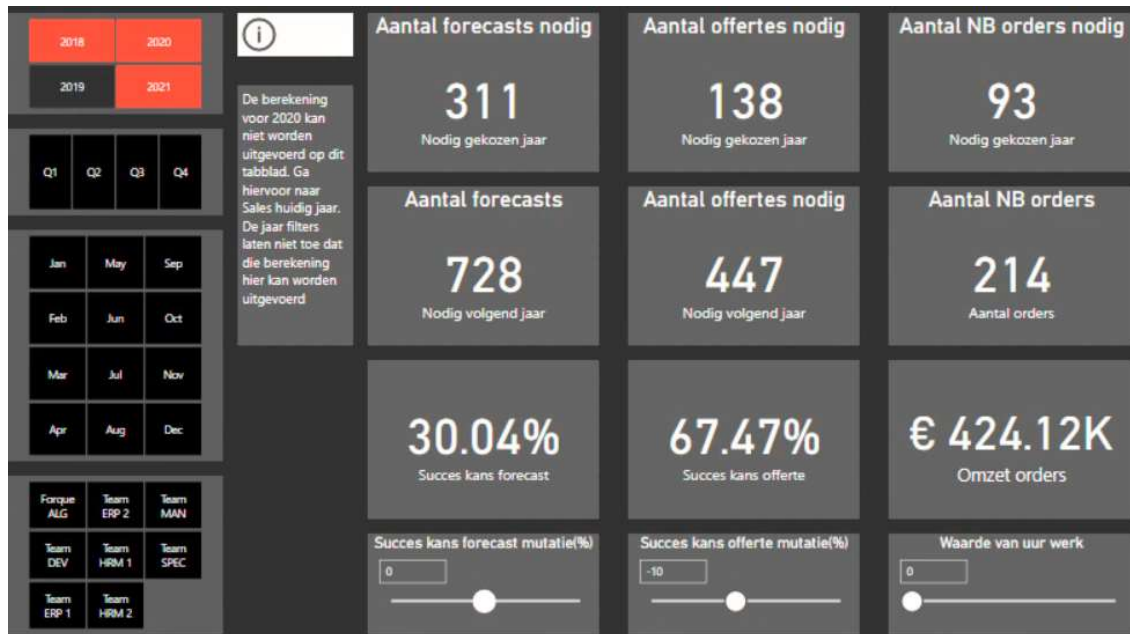 2018
2020
2019
2021
Q1
Q2
Q3
Q4
Jan
May
Sep
Feb
Jun
Oct
Mar
Jul
Nov
Apr
Aug
Dec
Forque
ALG
Team
ERP 2
Team
MAN
Team
DEV
Team
HRM 1
Team
SPEC
Team
ERP 1
Team
HRM 2
i
De berekening
voor 2020 kan
niet worden
uitgevoerd op dit
tabblad. Ga
hiervoor naar
Sales huidig jaar.
De jaar filters
laten niet toe dat
die berekening
hier kan worden
uitgevoerd
Aantal forecasts nodig
311
Nodig gekozen jaar
Aantal offertes nodig
138
Nodig gekozen jaar
Aantal NB orders nodig
93
Nodig gekozen jaar
Aantal forecasts
728
Nodig volgend jaar
Aantal offertes nodig
447
Nodig volgend jaar
Aantal NB orders
214
Aantal orders
30.04%
Succes kans forecast
67.47%
Succes kans offerte
€ 424.12K
Omzet orders
Succes kans forecast mutatie(%)
0
Succes kans offerte mutatie(%)
-10
Waarde van uur werk
0